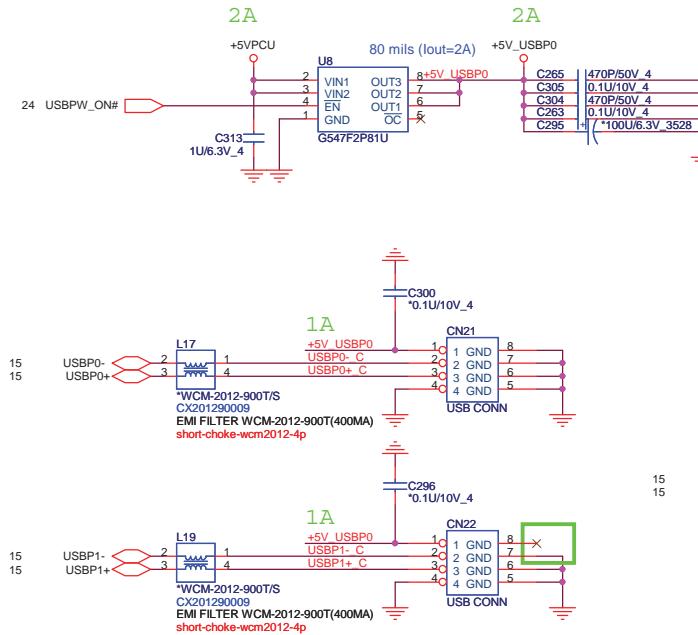 2A
2A
+5VPCU
U8
80 mils (Iout=2A)
+5V_USBP0
2 VIN1 OUT3 8 +5V_USBP0
3 VIN2 OUT2 7
24 USBPW_ON# 4 EN OUT1 6
1 GND OC 5
G547F2P81U
C313
1U/6.3V_4
C265 470P/50V_4
C305 0.1U/10V_4
C304 470P/50V_4
C263 0.1U/10V_4
C295 + *100U/6.3V_3528
C300
*0.1U/10V_4
1A
CN21
L17
+5V_USBP0 1 1 GND 8
15 USBP0- 2 1 USBP0-_C 2 2 GND 7
15 USBP0+ 3 4 USBP0+_C 3 3 GND 6
4 4 GND 5
USB CONN
*WCM-2012-900T/S
CX201290009
EMI FILTER WCM-2012-900T(400MA)
short-choke-wcm2012-4p
C296
*0.1U/10V_4
15
15
1A
CN22
L19
+5V_USBP0 1 1 GND 8
15 USBP1- 2 1 USBP1-_C 2 2 GND 7
15 USBP1+ 3 4 USBP1+_C 3 3 GND 6
4 4 GND 5
USB CONN
*WCM-2012-900T/S
CX201290009
EMI FILTER WCM-2012-900T(400MA)
short-choke-wcm2012-4p